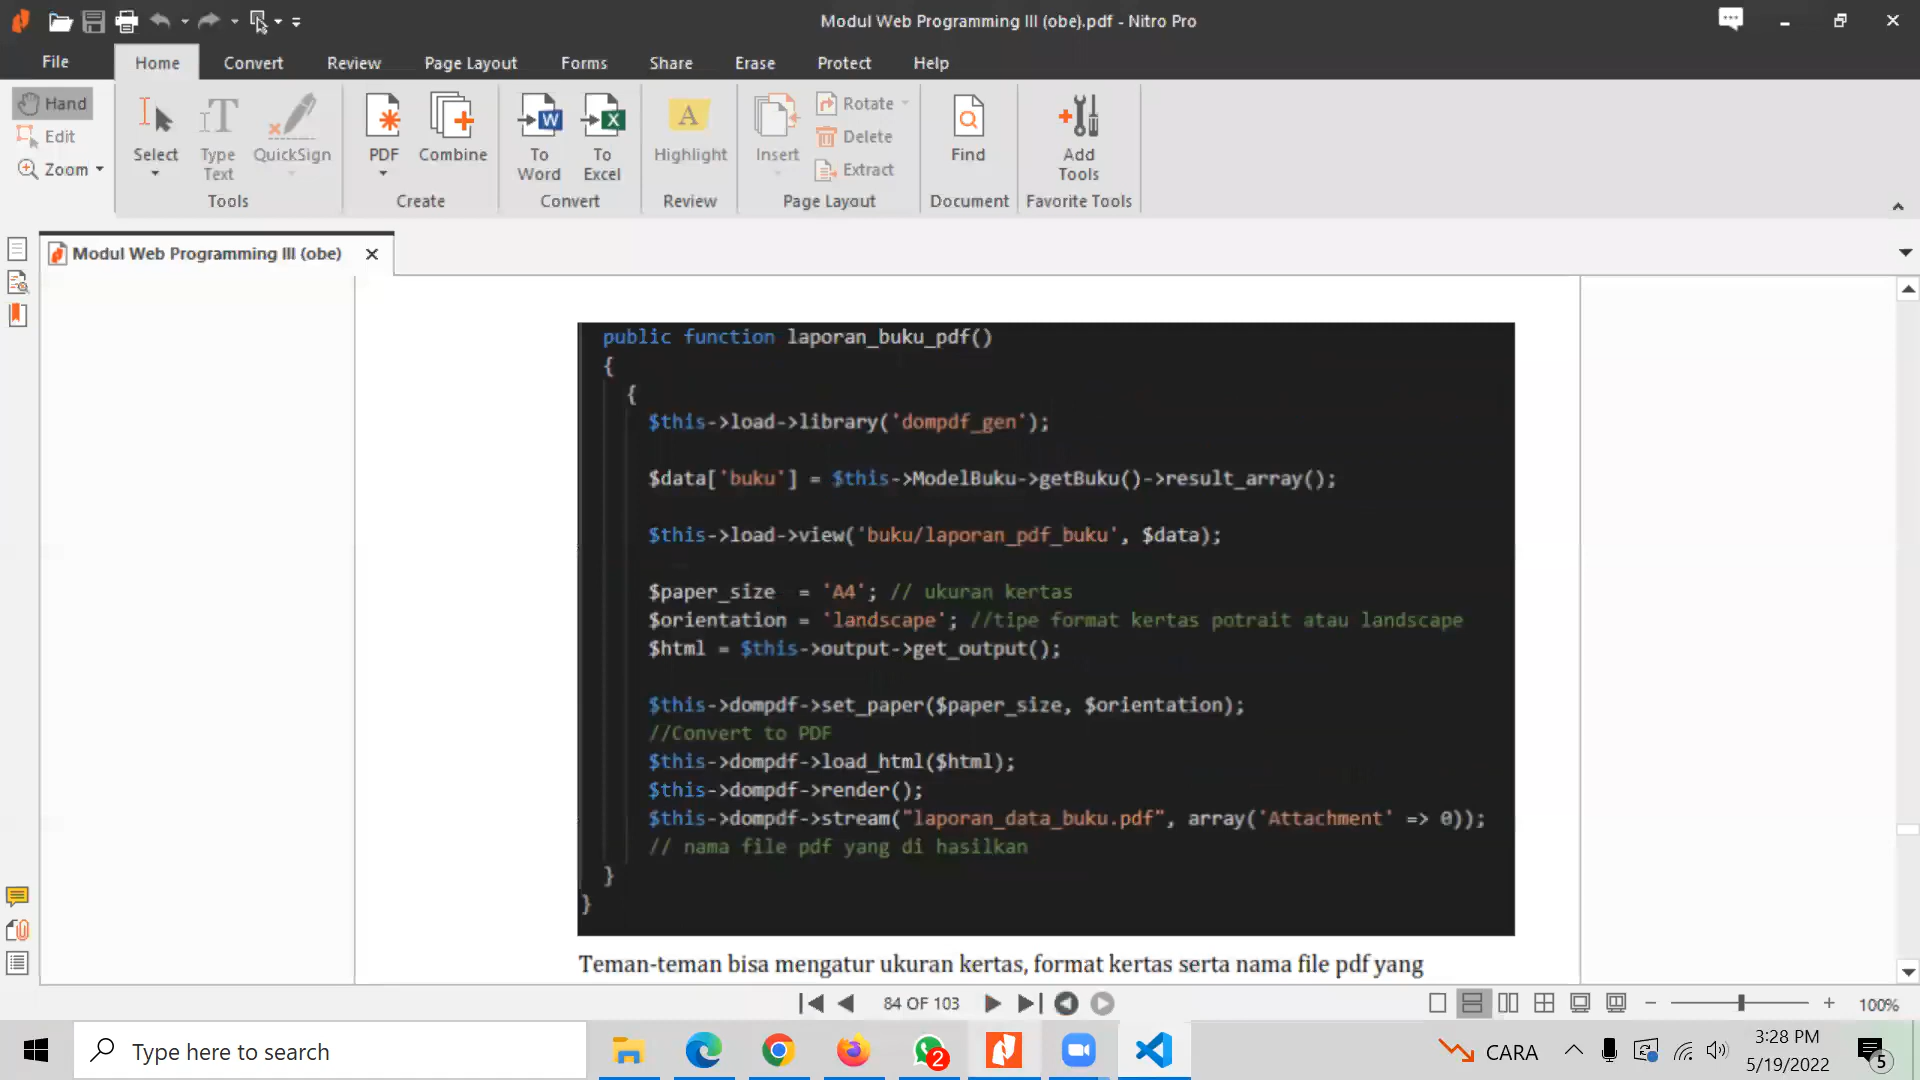 Modul Web Programming III (obe).pdf - Nitro Pro
File
Home
Convert
Review
Page Layout
Forms
Share
Erase
Protect
Help
Hand
Edit
Zoom
Select
Type
Text
QuickSign
Tools
PDF
Combine
Create
To
Word
To
Excel
Convert
Highlight
Review
Insert
Rotate
Delete
Extract
Page Layout
Find
Document
Add
Tools
Favorite Tools
Modul Web Programming III (obe)
public function laporan_buku_pdf()
{
{
$this->load->library('dompdf_gen');
$data['buku'] = $this->ModelBuku->getBuku()->result_array();
$this->load->view('buku/laporan_pdf_buku', $data);
$paper_size = 'A4'; // ukuran kertas
$orientation = 'landscape'; //tipe format kertas potrait atau landscape
$html = $this->output->get_output();
$this->dompdf->set_paper($paper_size, $orientation);
//Convert to PDF
$this->dompdf->load_html($html);
$this->dompdf->render();
$this->dompdf->stream("laporan_data_buku.pdf", array('Attachment' => 0));
// nama file pdf yang di hasilkan
}
}
Teman-teman bisa mengatur ukuran kertas, format kertas serta nama file pdf yang
84 OF 103
100%
Type here to search
2
CARA
3:28 PM
5/19/2022
5